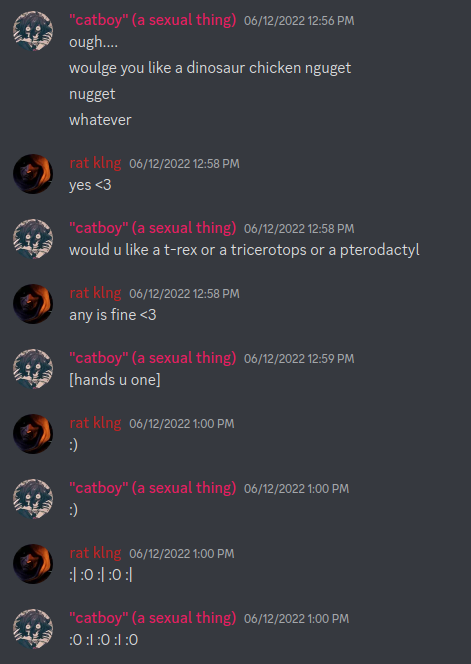 "catboy" (a sexual thing) 06/12/2022 12:56 PM
ough....
woulge you like a dinosaur chicken nguget
nugget
whatever
rat klng 06/12/2022 12:58 PM
yes <3
"catboy" (a sexual thing) 06/12/2022 12:58 PM
would u like a t-rex or a tricerotops or a pterodactyl
rat klng 06/12/2022 12:58 PM
any is fine <3
"catboy" (a sexual thing) 06/12/2022 12:59 PM
[hands u one]
rat klng 06/12/2022 1:00 PM
:)
"catboy" (a sexual thing) 06/12/2022 1:00 PM
:)
rat klng 06/12/2022 1:00 PM
:| :0 :| :0 :|
"catboy" (a sexual thing) 06/12/2022 1:00 PM
:0 :I :0 :I :0